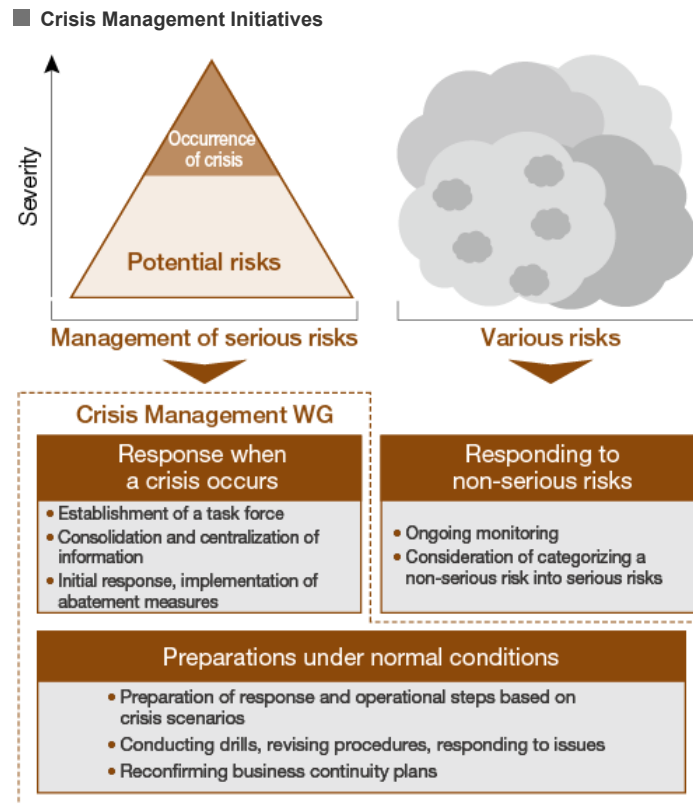 Crisis Management Initiatives
Severity
Occurrence
of crisis
Potential risks
Management of serious risks
Various risks
Crisis Management WG
Response when
a crisis occurs
• Establishment of a task force
• Consolidation and centralization of
information
• Initial response, implementation of
abatement measures
Responding to
non-serious risks
• Ongoing monitoring
• Consideration of categorizing a
non-serious risk into serious risks
Preparations under normal conditions
• Preparation of response and operational steps based on
crisis scenarios
• Conducting drills, revising procedures, responding to issues
• Reconfirming business continuity plans